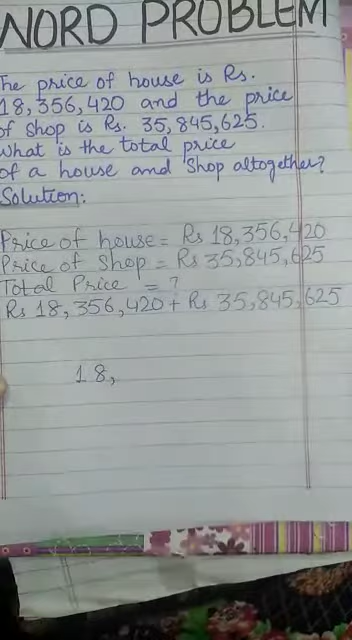 WORD PROBLEM
The price of house is Rs.
18,356,420 and the price
of shop is Rs. 35,845,625.
What is the total price
of a house and Shop altogether?
Solution:
Price of house = Rs 18,356,420
Price of Shop = Rs 35,845,625
Total Price = ?
Rs 18,356,420 + Rs 35,845,625
18,